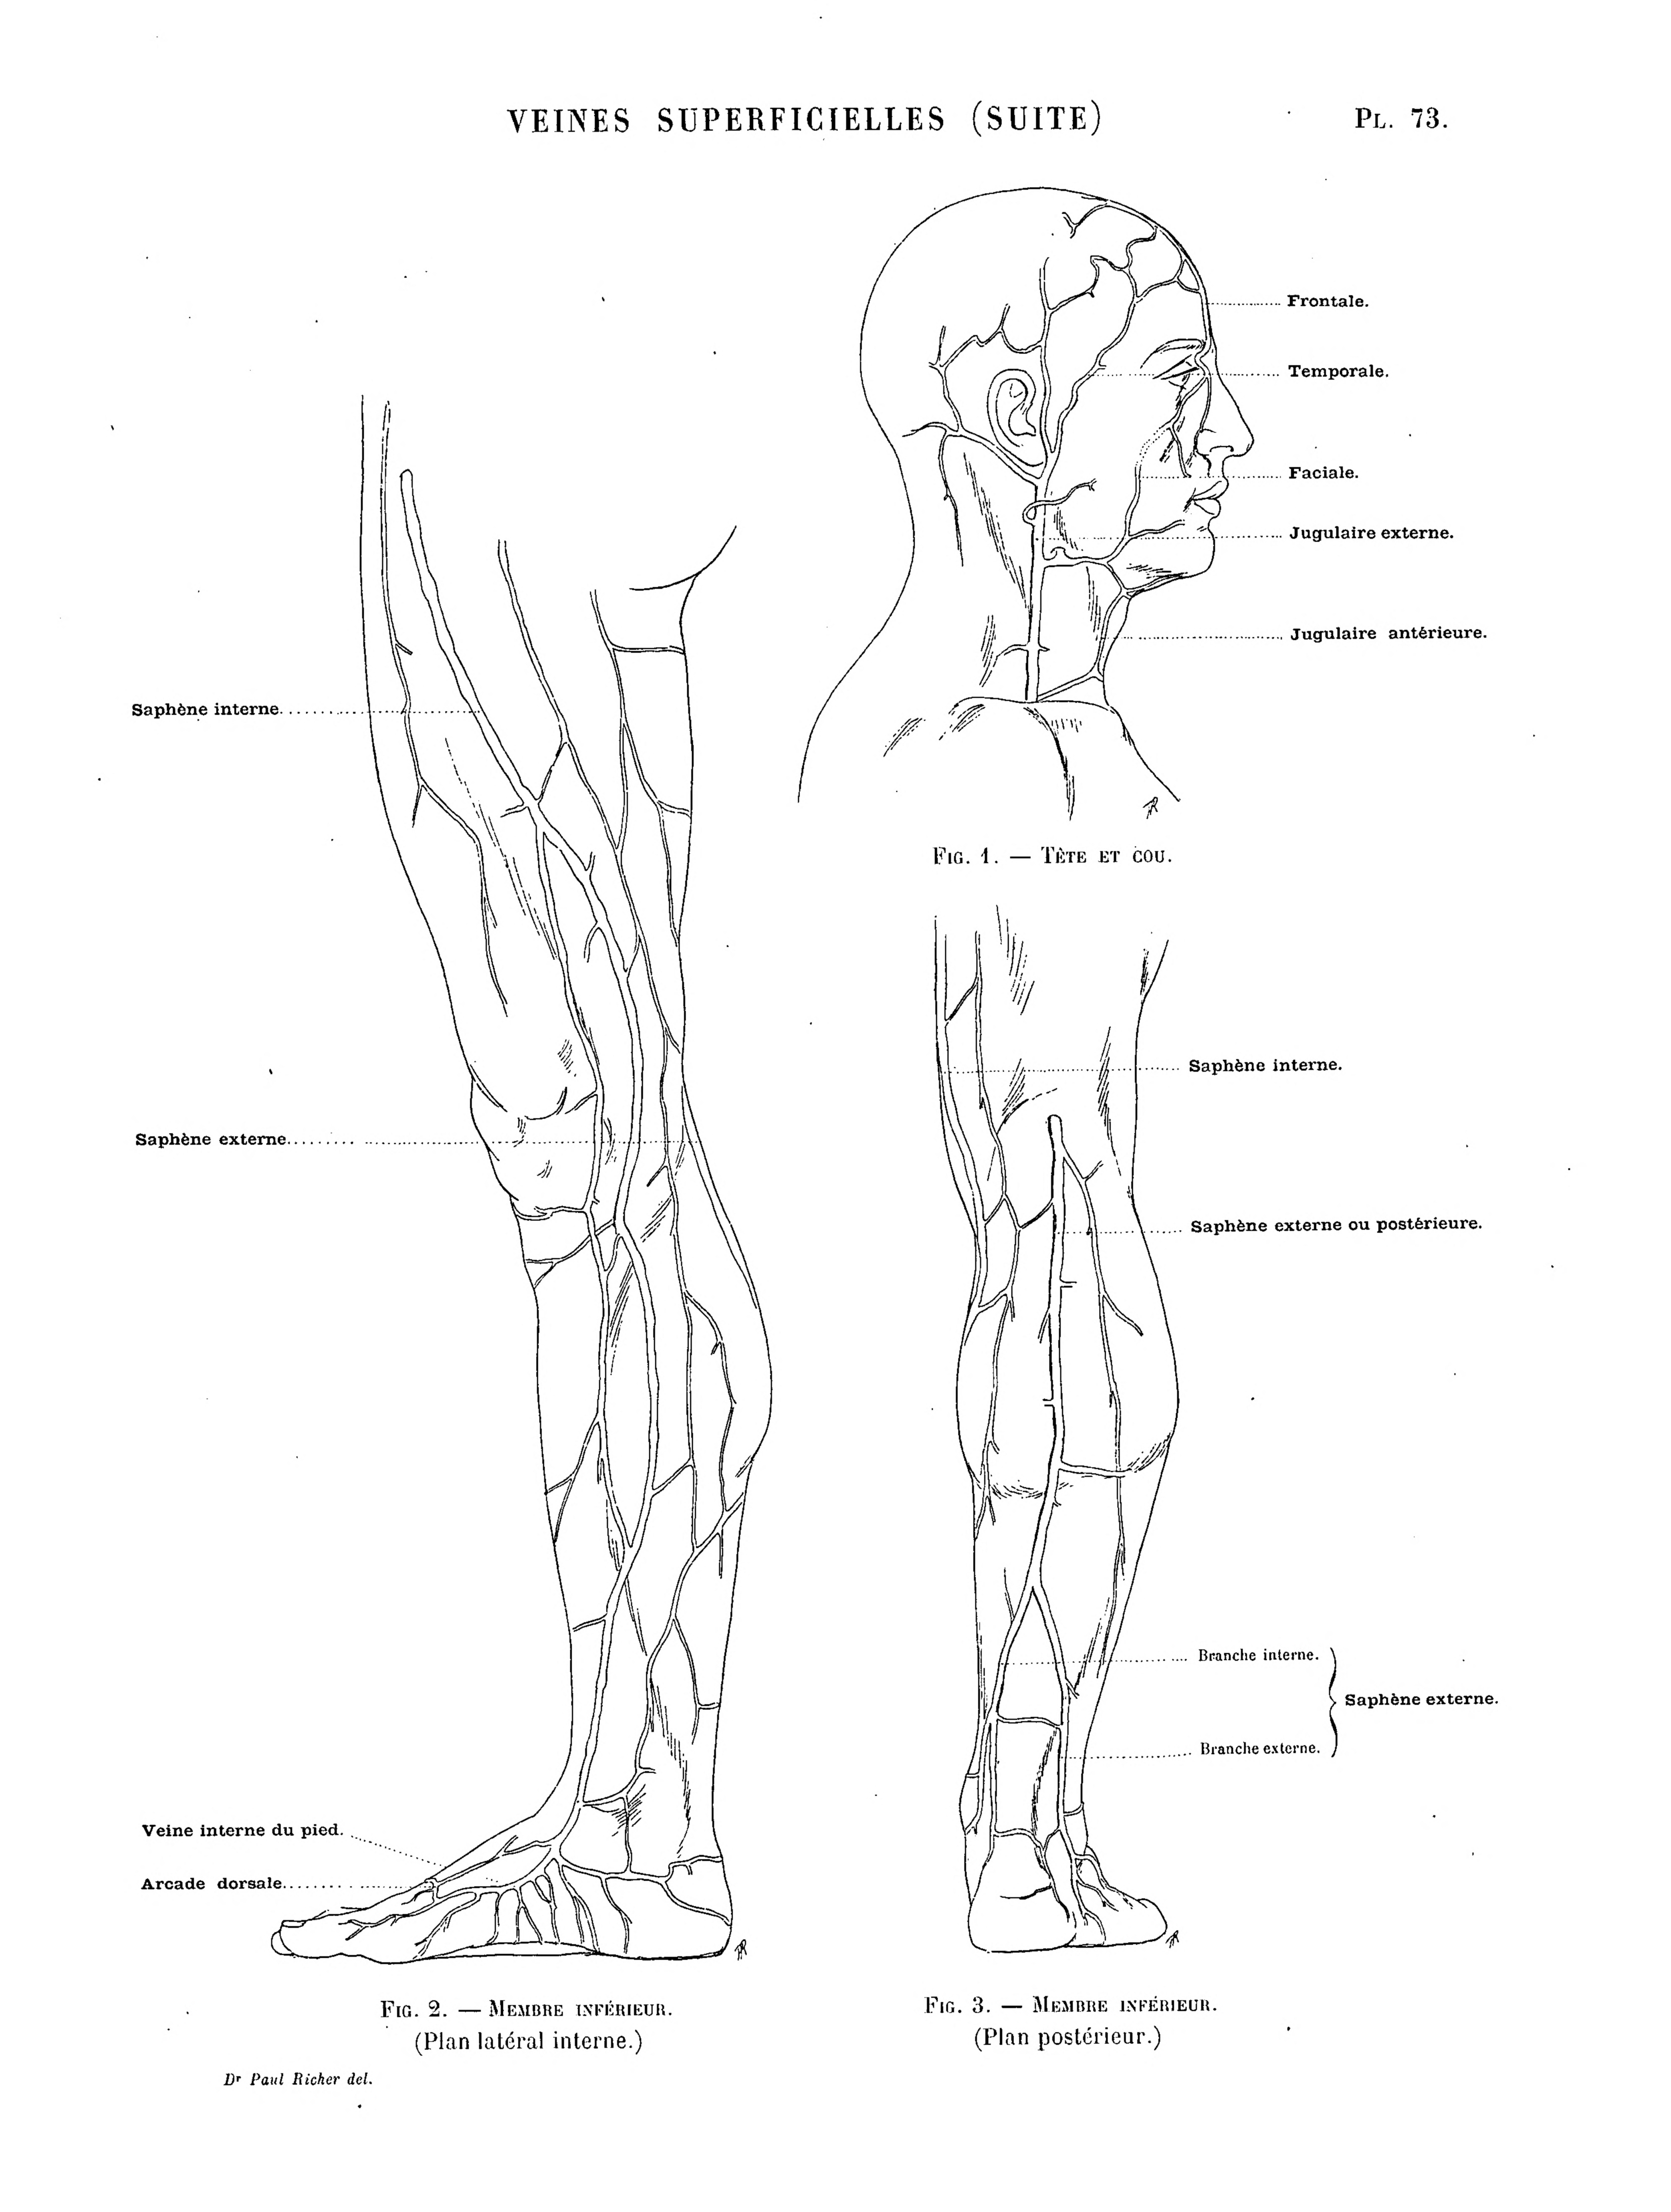 VEINES SUPERFICIELLES (SUITE)
PL. 73.
Frontale.
Temporale.
Faciale.
Jugulaire externe.
Jugulaire antérieure.
FIG. 1. — TÊTE ET COU.
Saphène interne.
Saphène externe.
Veine interne du pied.
Arcade dorsale.
FIG. 2. — MEMBRE INFÉRIEUR.
(Plan latéral interne.)
Saphène interne.
Saphène externe ou postérieure.
Branche interne.
Saphène externe.
Branche externe.
FIG. 3. — MEMBRE INFÉRIEUR.
(Plan postérieur.)
Dr Paul Richer del.